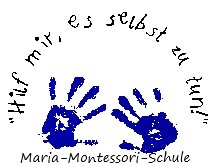 "Hilf mir, es selbst zu tun!"
Maria-Montessori-Schule